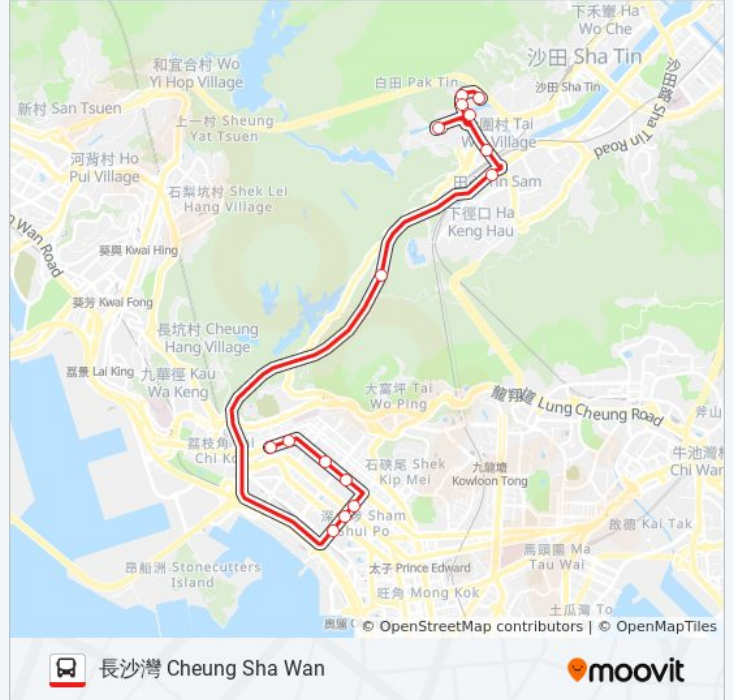 下禾輋 Ha
Wo Che
沙田 Sha Tin
和宜合村 Wo
Yi Hop Village
白田 Pak Tin
沙田 Sha Tin
沙田路 Sha Tin Road
新村 San Tsuen
上一村 Sheung
Yat Tsuen
圍村 Tai
Village
河背村 Ho
Pui Village
石梨坑村 Shek Lei
Hang Village
Sam
下徑口 Ha
Keng Hau
n Wan Road
葵興 Kwai Hing
葵芳 Kwai Fong
長坑村 Cheung
Hang Village
荔景 Lai King
九華徑 Kau
Wa Keng
大窩坪 Tai
Wo Ping
龍翔道 Lung Cheung Road
斧山
荔枝角
Chi Ko
石硤尾 Shek
Kip Mei
九龍塘
Kowloon Tong
牛池灣村
Chi Wan
Sham
Shui Po
啟德 Kai Tak
昂船洲 Stonecutters
Island
太子 Prince Edward
馬頭圍 Ma
Tau Wai
旺角 Mong Kok
土瓜灣 To
奧運
© OpenStreetMap contributors | © OpenMapTiles
長沙灣 Cheung Sha Wan
moovit